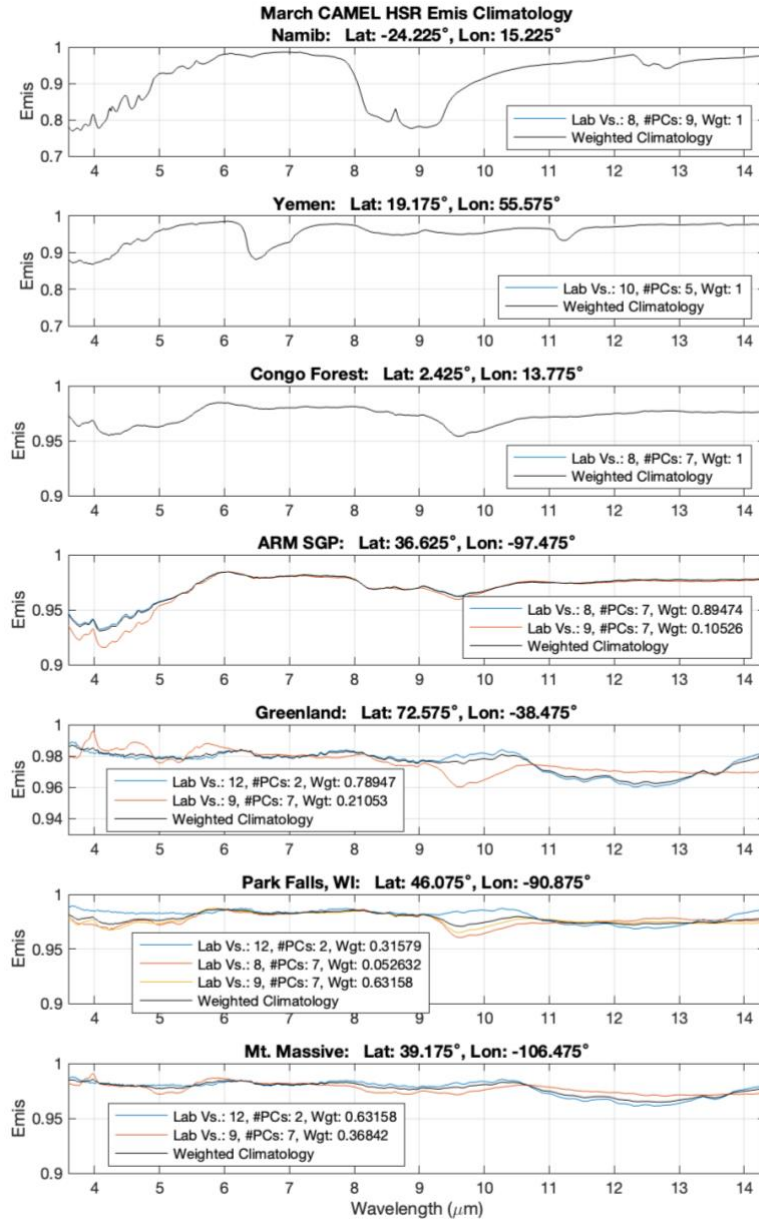 March CAMEL HSR Emis Climatology
Namib: Lat: -24.225°, Lon: 15.225°
1
0.9
0.8
0.7
Emis
Lab Vs.: 8, #PCs: 9, Wgt: 1
Weighted Climatology
4 5 6 7 8 9 10 11 12 13 14
Yemen: Lat: 19.175°, Lon: 55.575°
1
0.9
0.8
0.7
Emis
Lab Vs.: 10, #PCs: 5, Wgt: 1
Weighted Climatology
4 5 6 7 8 9 10 11 12 13 14
Congo Forest: Lat: 2.425°, Lon: 13.775°
1
0.95
0.9
Emis
Lab Vs.: 8, #PCs: 7, Wgt: 1
Weighted Climatology
4 5 6 7 8 9 10 11 12 13 14
ARM SGP: Lat: 36.625°, Lon: -97.475°
1
0.95
0.9
Emis
Lab Vs.: 8, #PCs: 7, Wgt: 0.89474
Lab Vs.: 9, #PCs: 7, Wgt: 0.10526
Weighted Climatology
4 5 6 7 8 9 10 11 12 13 14
Greenland: Lat: 72.575°, Lon: -38.475°
1
0.98
0.96
0.94
Emis
Lab Vs.: 12, #PCs: 2, Wgt: 0.78947
Lab Vs.: 9, #PCs: 7, Wgt: 0.21053
Weighted Climatology
4 5 6 7 8 9 10 11 12 13 14
Park Falls, WI: Lat: 46.075°, Lon: -90.875°
1
0.95
0.9
Emis
Lab Vs.: 12, #PCs: 2, Wgt: 0.31579
Lab Vs.: 8, #PCs: 7, Wgt: 0.052632
Lab Vs.: 9, #PCs: 7, Wgt: 0.63158
Weighted Climatology
4 5 6 7 8 9 10 11 12 13 14
Mt. Massive: Lat: 39.175°, Lon: -106.475°
1
0.95
0.9
Emis
Lab Vs.: 12, #PCs: 2, Wgt: 0.63158
Lab Vs.: 9, #PCs: 7, Wgt: 0.36842
Weighted Climatology
4 5 6 7 8 9 10 11 12 13 14
Wavelength (μm)